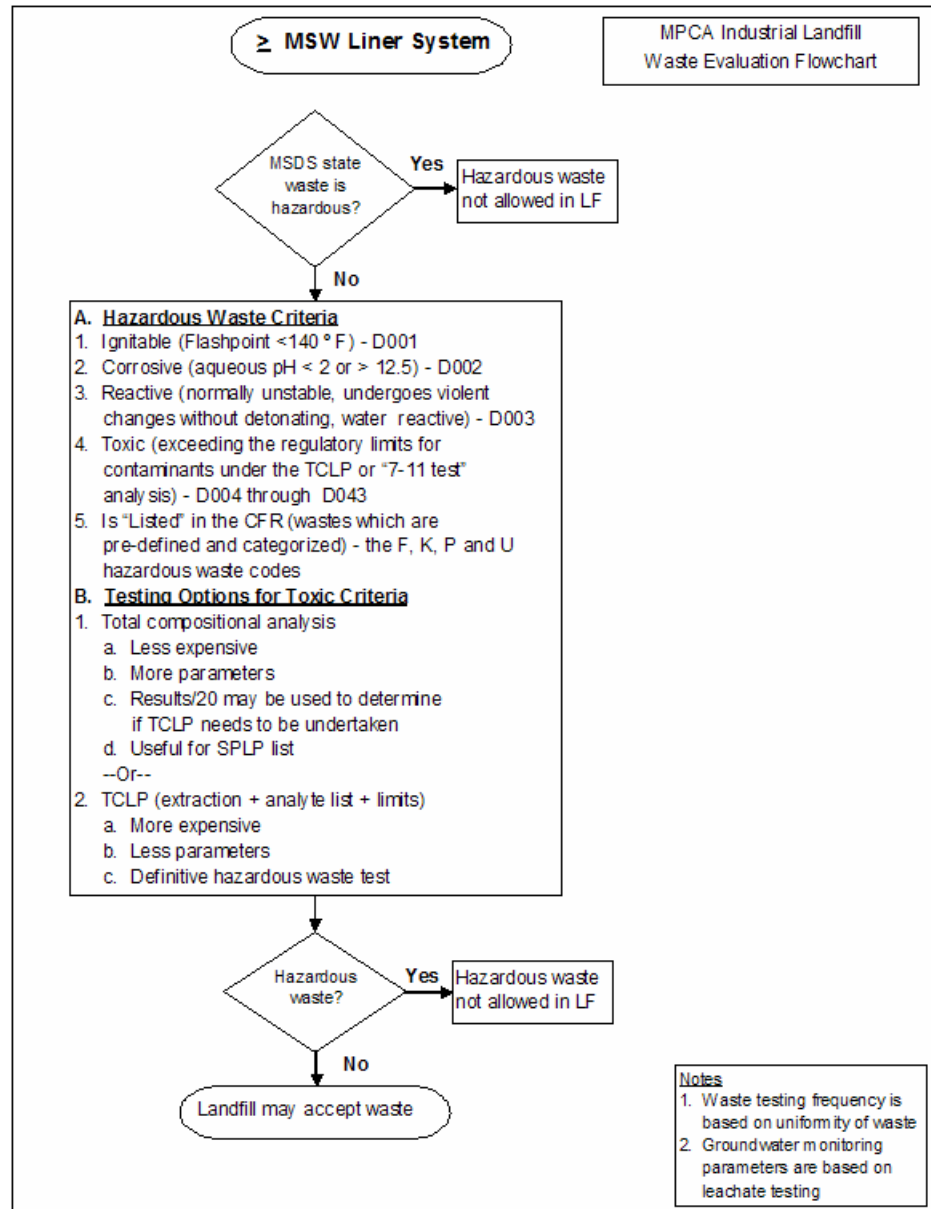 ≥ MSW Liner System
MPCA Industrial Landfill
Waste Evaluation Flowchart
MSDS state
waste is
hazardous?
Yes
Hazardous waste
not allowed in LF
No
A. Hazardous Waste Criteria
1. Ignitable (Flashpoint <140 º F) - D001
2. Corrosive (aqueous pH < 2 or > 12.5) - D002
3. Reactive (normally unstable, undergoes violent
changes without detonating, water reactive) - D003
4. Toxic (exceeding the regulatory limits for
contaminants under the TCLP or “7-11 test”
analysis) - D004 through D043
5. Is “Listed” in the CFR (wastes which are
pre-defined and categorized) - the F, K, P and U
hazardous waste codes
B. Testing Options for Toxic Criteria
1. Total compositional analysis
a. Less expensive
b. More parameters
c. Results/20 may be used to determine
if TCLP needs to be undertaken
d. Useful for SPLP list
--Or--
2. TCLP (extraction + analyte list + limits)
a. More expensive
b. Less parameters
c. Definitive hazardous waste test
Hazardous
waste?
Yes
Hazardous waste
not allowed in LF
No
Landfill may accept waste
Notes
1. Waste testing frequency is
based on uniformity of waste
2. Groundwater monitoring
parameters are based on
leachate testing